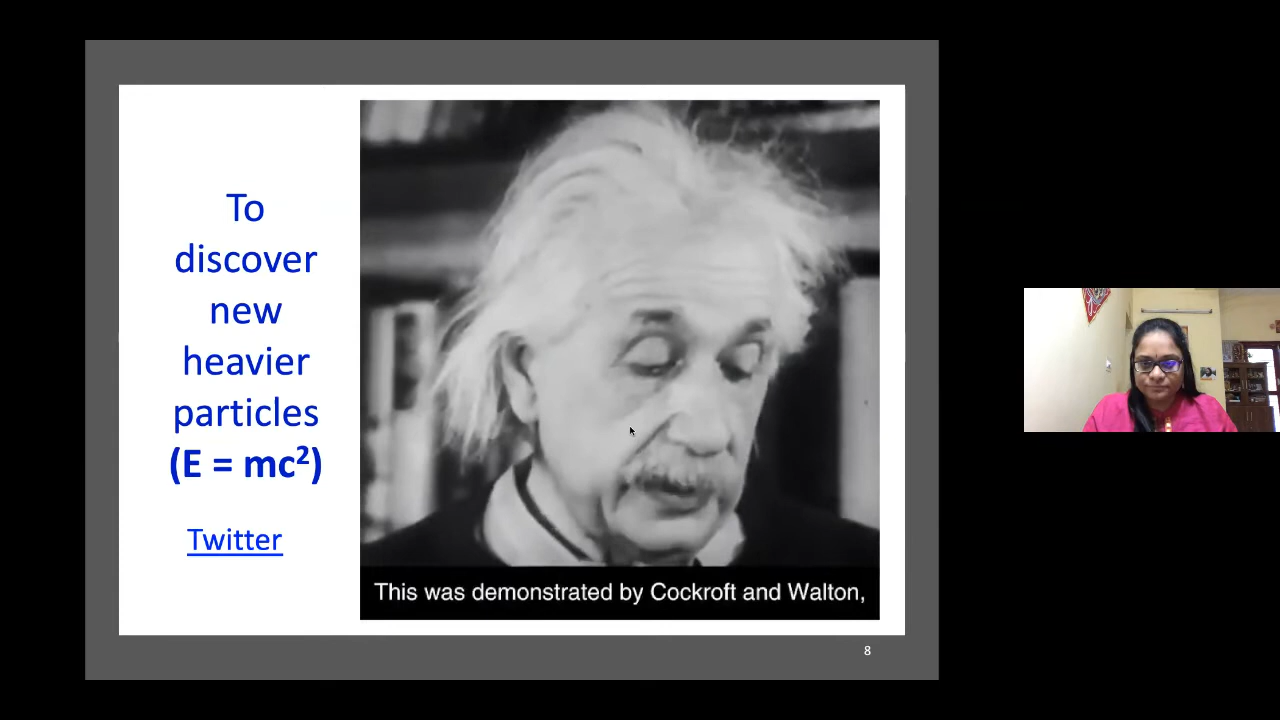 To
discover
new
heavier
particles
(E = mc²)
Twitter
This was demonstrated by Cockroft and Walton,
8